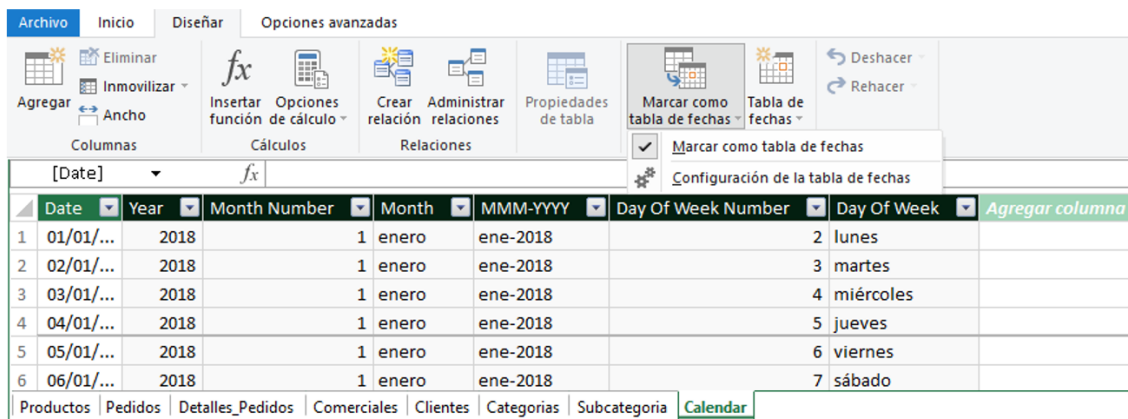 Archivo Inicio Diseñar Opciones avanzadas
Agregar
Eliminar
Inmovilizar
Ancho
Columnas
fx
Insertar función
Opciones de cálculo
Cálculos
Crear relación
Administrar relaciones
Relaciones
Propiedades de tabla
Marcar como tabla de fechas
Tabla de fechas
Deshacer
Rehacer
Marcar como tabla de fechas
Configuración de la tabla de fechas
[Date] fx
Date Year Month Number Month MMM-YYYY Day Of Week Number Day Of Week Agregar columna
1 01/01/... 2018 1 enero ene-2018 2 lunes
2 02/01/... 2018 1 enero ene-2018 3 martes
3 03/01/... 2018 1 enero ene-2018 4 miércoles
4 04/01/... 2018 1 enero ene-2018 5 jueves
5 05/01/... 2018 1 enero ene-2018 6 viernes
6 06/01/... 2018 1 enero ene-2018 7 sábado
Productos Pedidos Detalles_Pedidos Comerciales Clientes Categorias Subcategoria Calendar